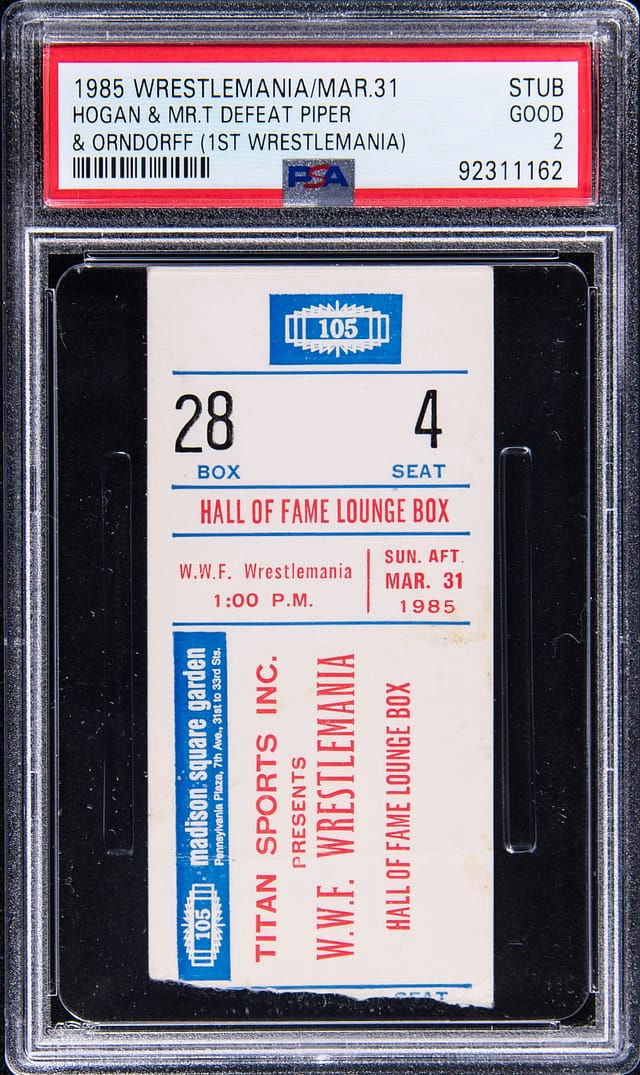 1985 WRESTLEMANIA/MAR.31 STUB
HOGAN & MR.T DEFEAT PIPER GOOD
& ORNDORFF (1ST WRESTLEMANIA) 2
92311162
PSA
105
28 4
BOX SEAT
HALL OF FAME LOUNGE BOX
W.W.F. Wrestlemania
1:00 P.M.
SUN. AFT.
MAR. 31
1985
105
madison square garden
Pennsylvania Plaza, 7th Ave., 31st to 33rd Sts.
TITAN SPORTS INC.
PRESENTS
W.W.F. WRESTLEMANIA
HALL OF FAME LOUNGE BOX
SEAT